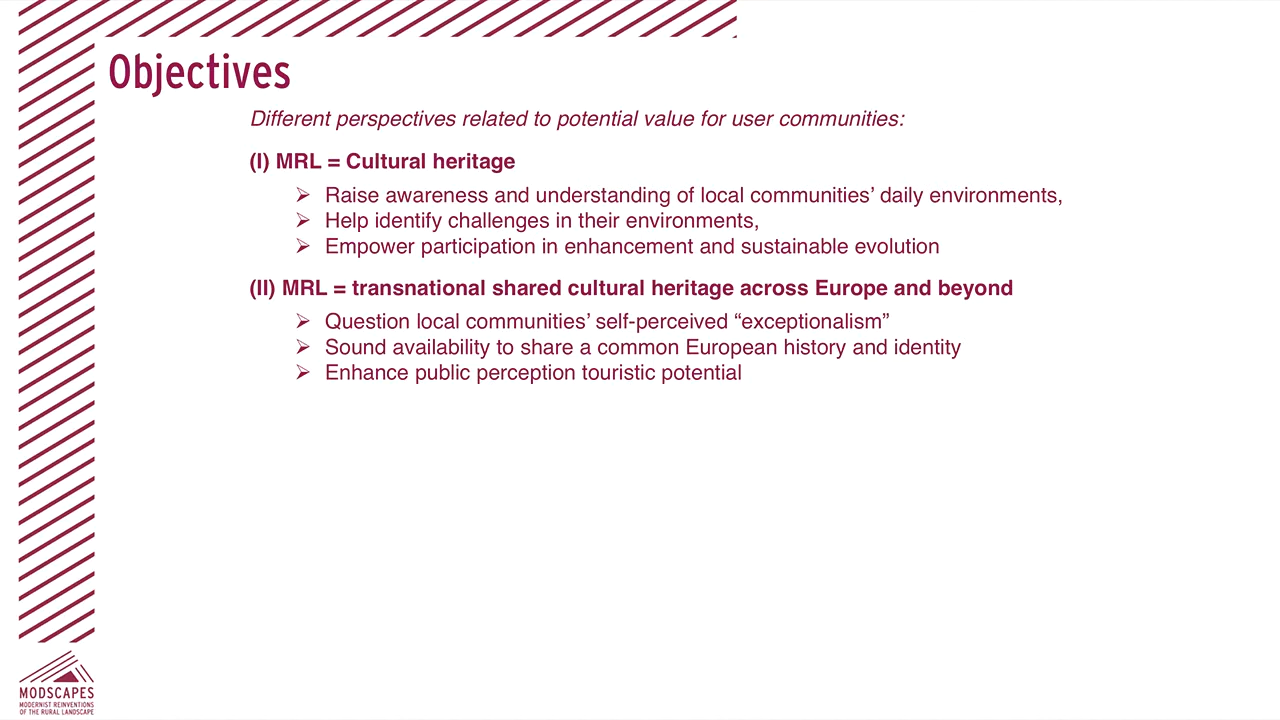 Objectives
Different perspectives related to potential value for user communities:
(I) MRL = Cultural heritage
➢ Raise awareness and understanding of local communities’ daily environments,
➢ Help identify challenges in their environments,
➢ Empower participation in enhancement and sustainable evolution
(II) MRL = transnational shared cultural heritage across Europe and beyond
➢ Question local communities’ self-perceived “exceptionalism”
➢ Sound availability to share a common European history and identity
➢ Enhance public perception touristic potential
MODSCAPES
MODERNIST REINVENTIONS
OF THE RURAL LANDSCAPE